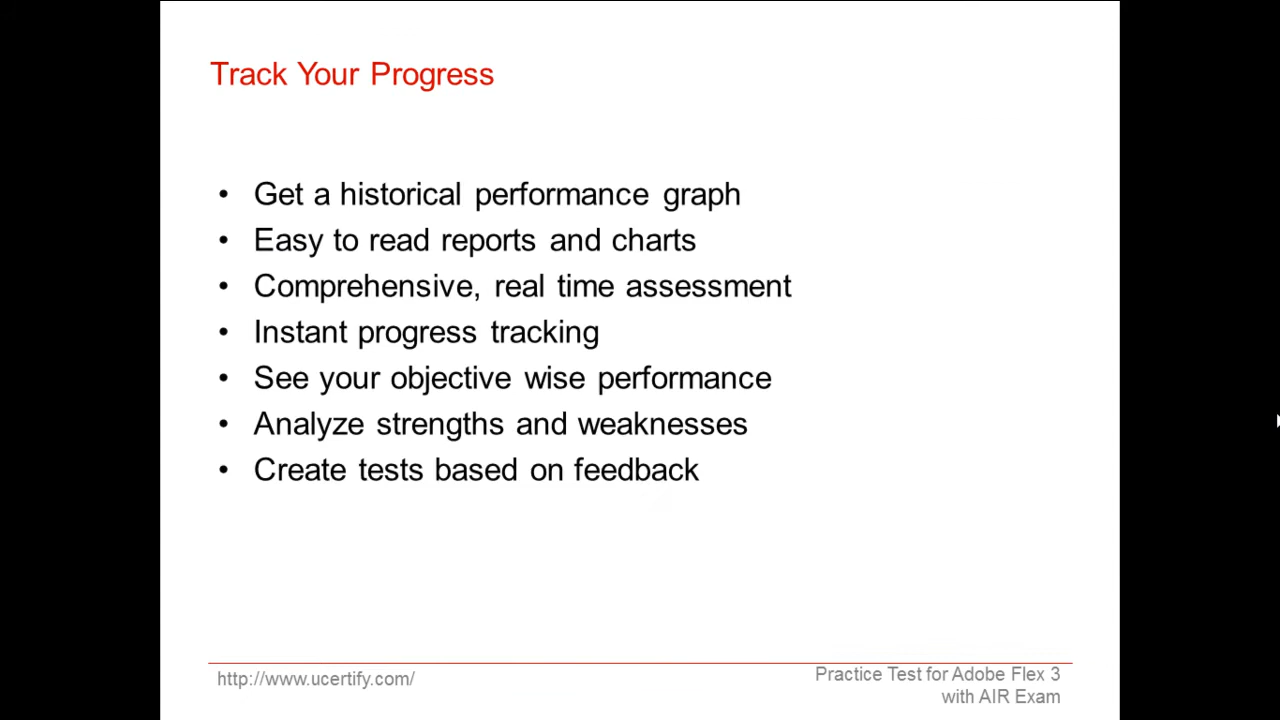 Track Your Progress
• Get a historical performance graph
• Easy to read reports and charts
• Comprehensive, real time assessment
• Instant progress tracking
• See your objective wise performance
• Analyze strengths and weaknesses
• Create tests based on feedback
http://www.ucertify.com/
Practice Test for Adobe Flex 3
with AIR Exam